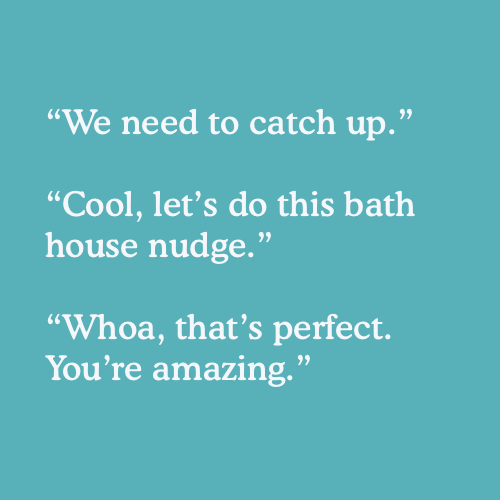 “We need to catch up.”
“Cool, let’s do this bath
house nudge.”
“Whoa, that’s perfect.
You’re amazing.”